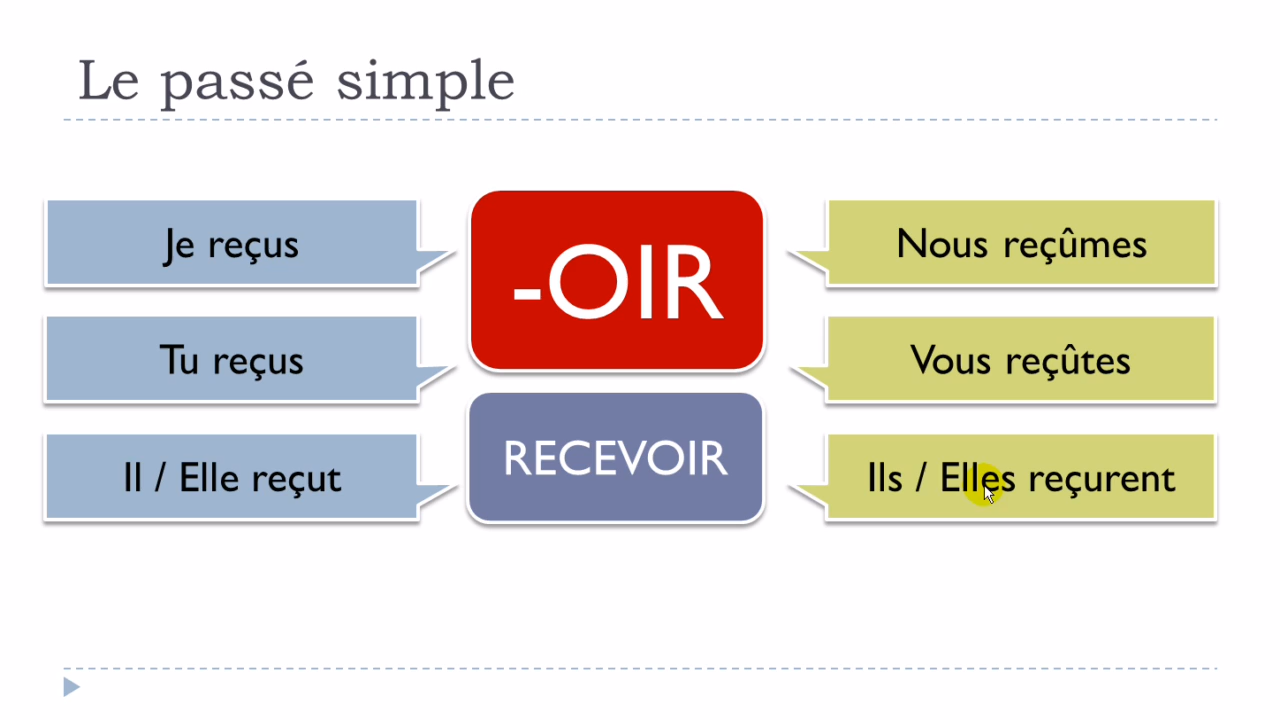 Le passé simple
Je reçus
Tu reçus
Il / Elle reçut
-OIR
RECEVOIR
Nous reçûmes
Vous reçûtes
Ils / Elles reçurent